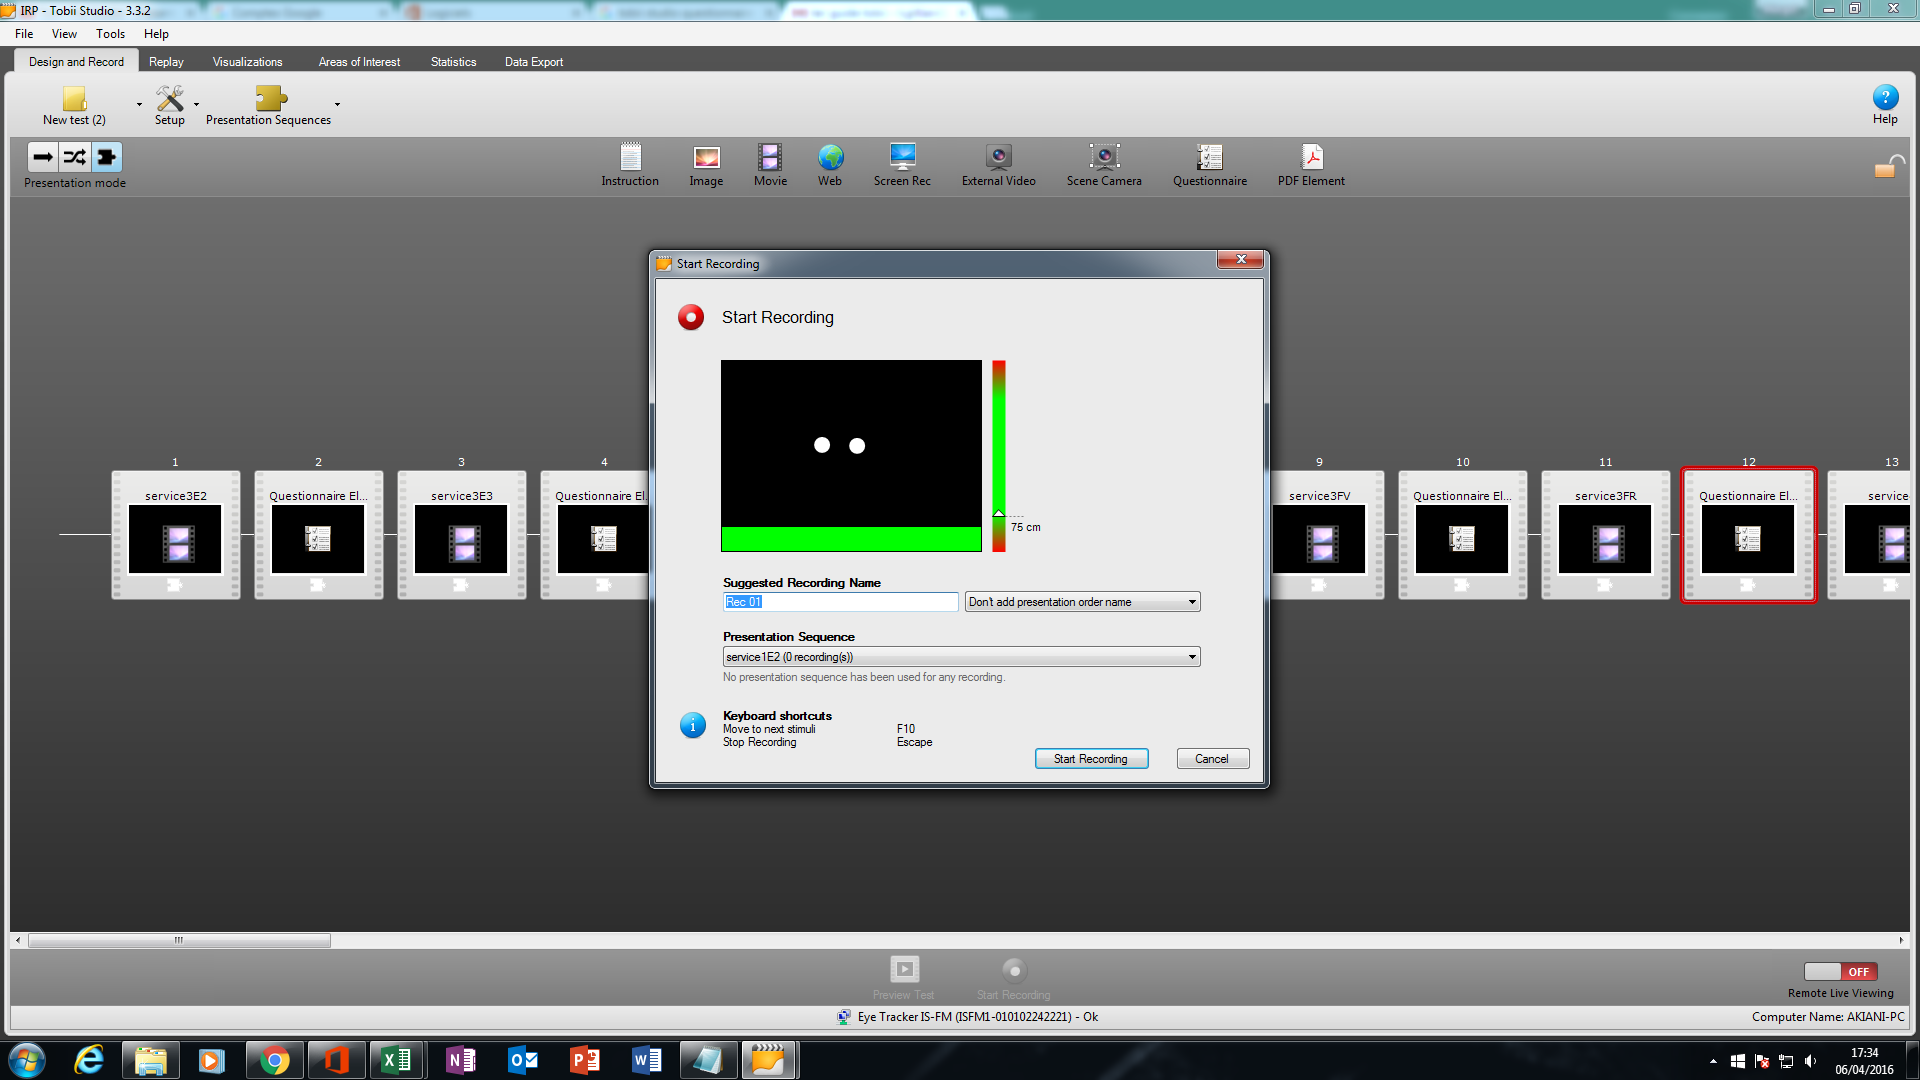 IRP - Tobii Studio - 3.3.2
File View Tools Help
Design and Record Replay Visualizations Areas of Interest Statistics Data Export
New test (2) Setup Presentation Sequences Help
Presentation mode Instruction Image Movie Web Screen Rec External Video Scene Camera Questionnaire PDF Element
Start Recording
Start Recording
75 cm
1 2 3 4 9 10 11 12 13
service3E2 Questionnaire El... service3E3 Questionnaire El. service3FV Questionnaire El... service3FR Questionnaire El... service
Suggested Recording Name
Rec 01 Don't add presentation order name
Presentation Sequence
service1E2 (0 recording(s))
No presentation sequence has been used for any recording.
Keyboard shortcuts
Move to next stimuli F10
Stop Recording Escape
Start Recording Cancel
OFF
Preview Test Start Recording Remote Live Viewing
Eye Tracker IS-FM (ISFM1-010102242221) - Ok Computer Name: AKIANI-PC
17:34
06/04/2016